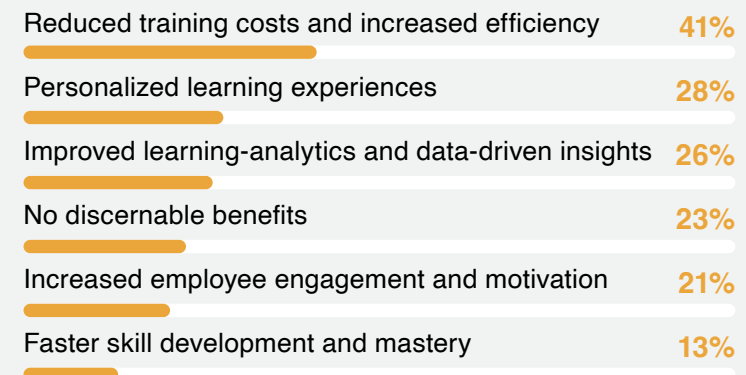 Reduced training costs and increased efficiency 41%
Personalized learning experiences 28%
Improved learning-analytics and data-driven insights 26%
No discernable benefits 23%
Increased employee engagement and motivation 21%
Faster skill development and mastery 13%